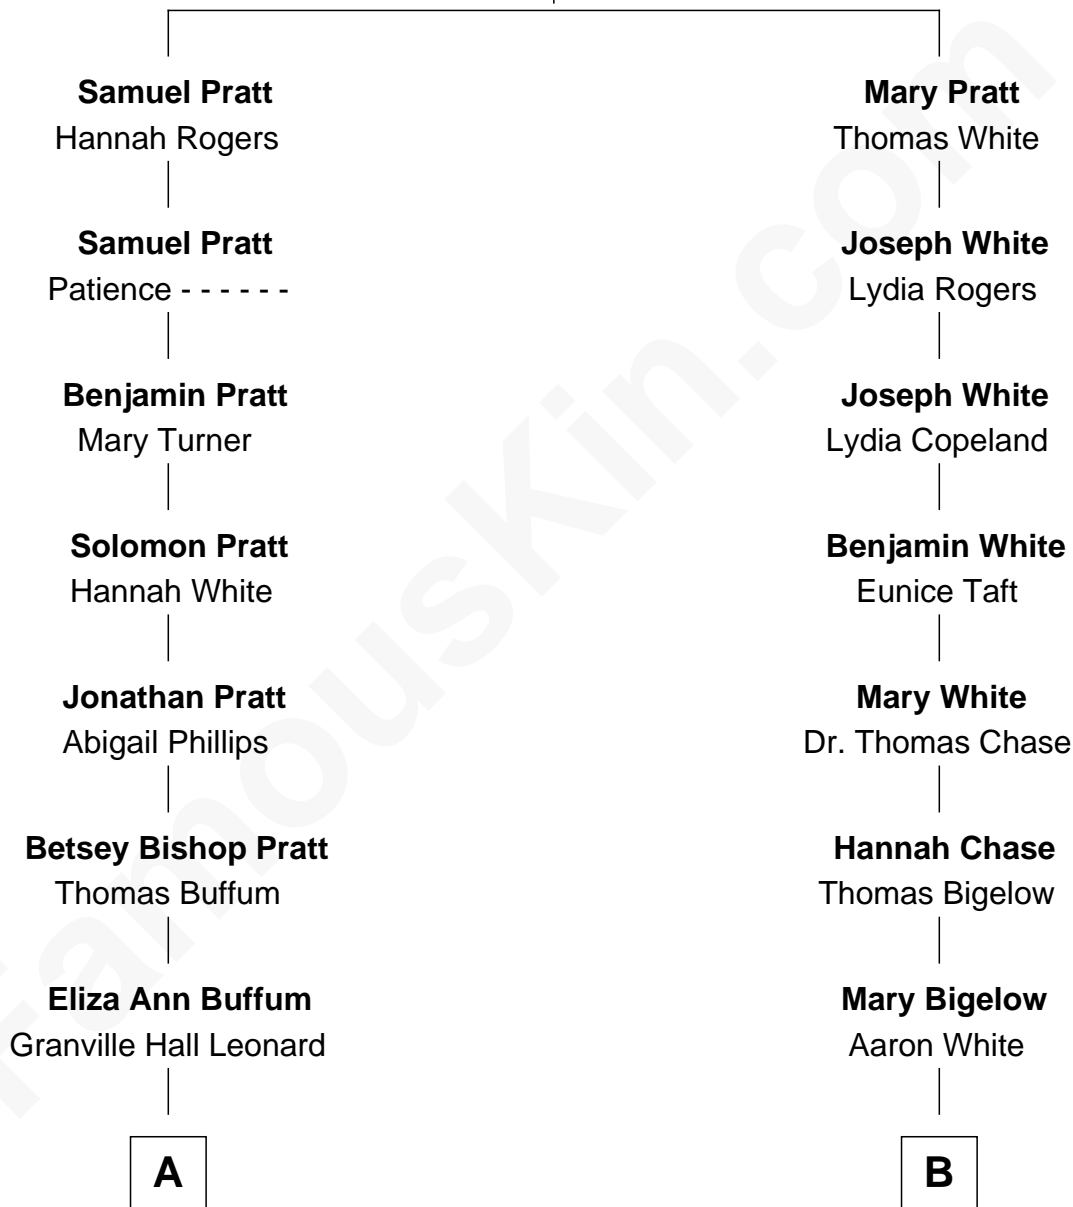 Samuel Pratt
Hannah Rogers
Mary Pratt
Thomas White
Samuel Pratt
Patience - - - - - -
Joseph White
Lydia Rogers
Benjamin Pratt
Mary Turner
Joseph White
Lydia Copeland
Solomon Pratt
Hannah White
Benjamin White
Eunice Taft
Jonathan Pratt
Abigail Phillips
Mary White
Dr. Thomas Chase
Betsey Bishop Pratt
Thomas Buffum
Hannah Chase
Thomas Bigelow
Eliza Ann Buffum
Granville Hall Leonard
Mary Bigelow
Aaron White
A
B
FamousKin.com